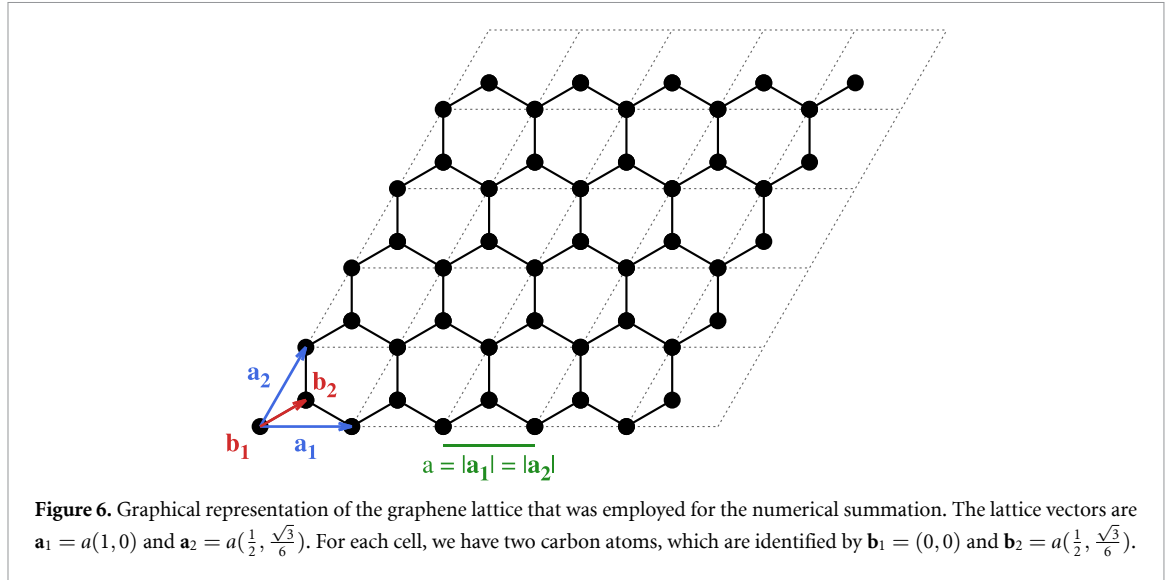 a2
b2
b1
a1
a = |a1| = |a2|
Figure 6. Graphical representation of the graphene lattice that was employed for the numerical summation. The lattice vectors are
a1 = a(1, 0) and a2 = a(1/2, √3/6). For each cell, we have two carbon atoms, which are identified by b1 = (0, 0) and b2 = a(1/2, √3/6).